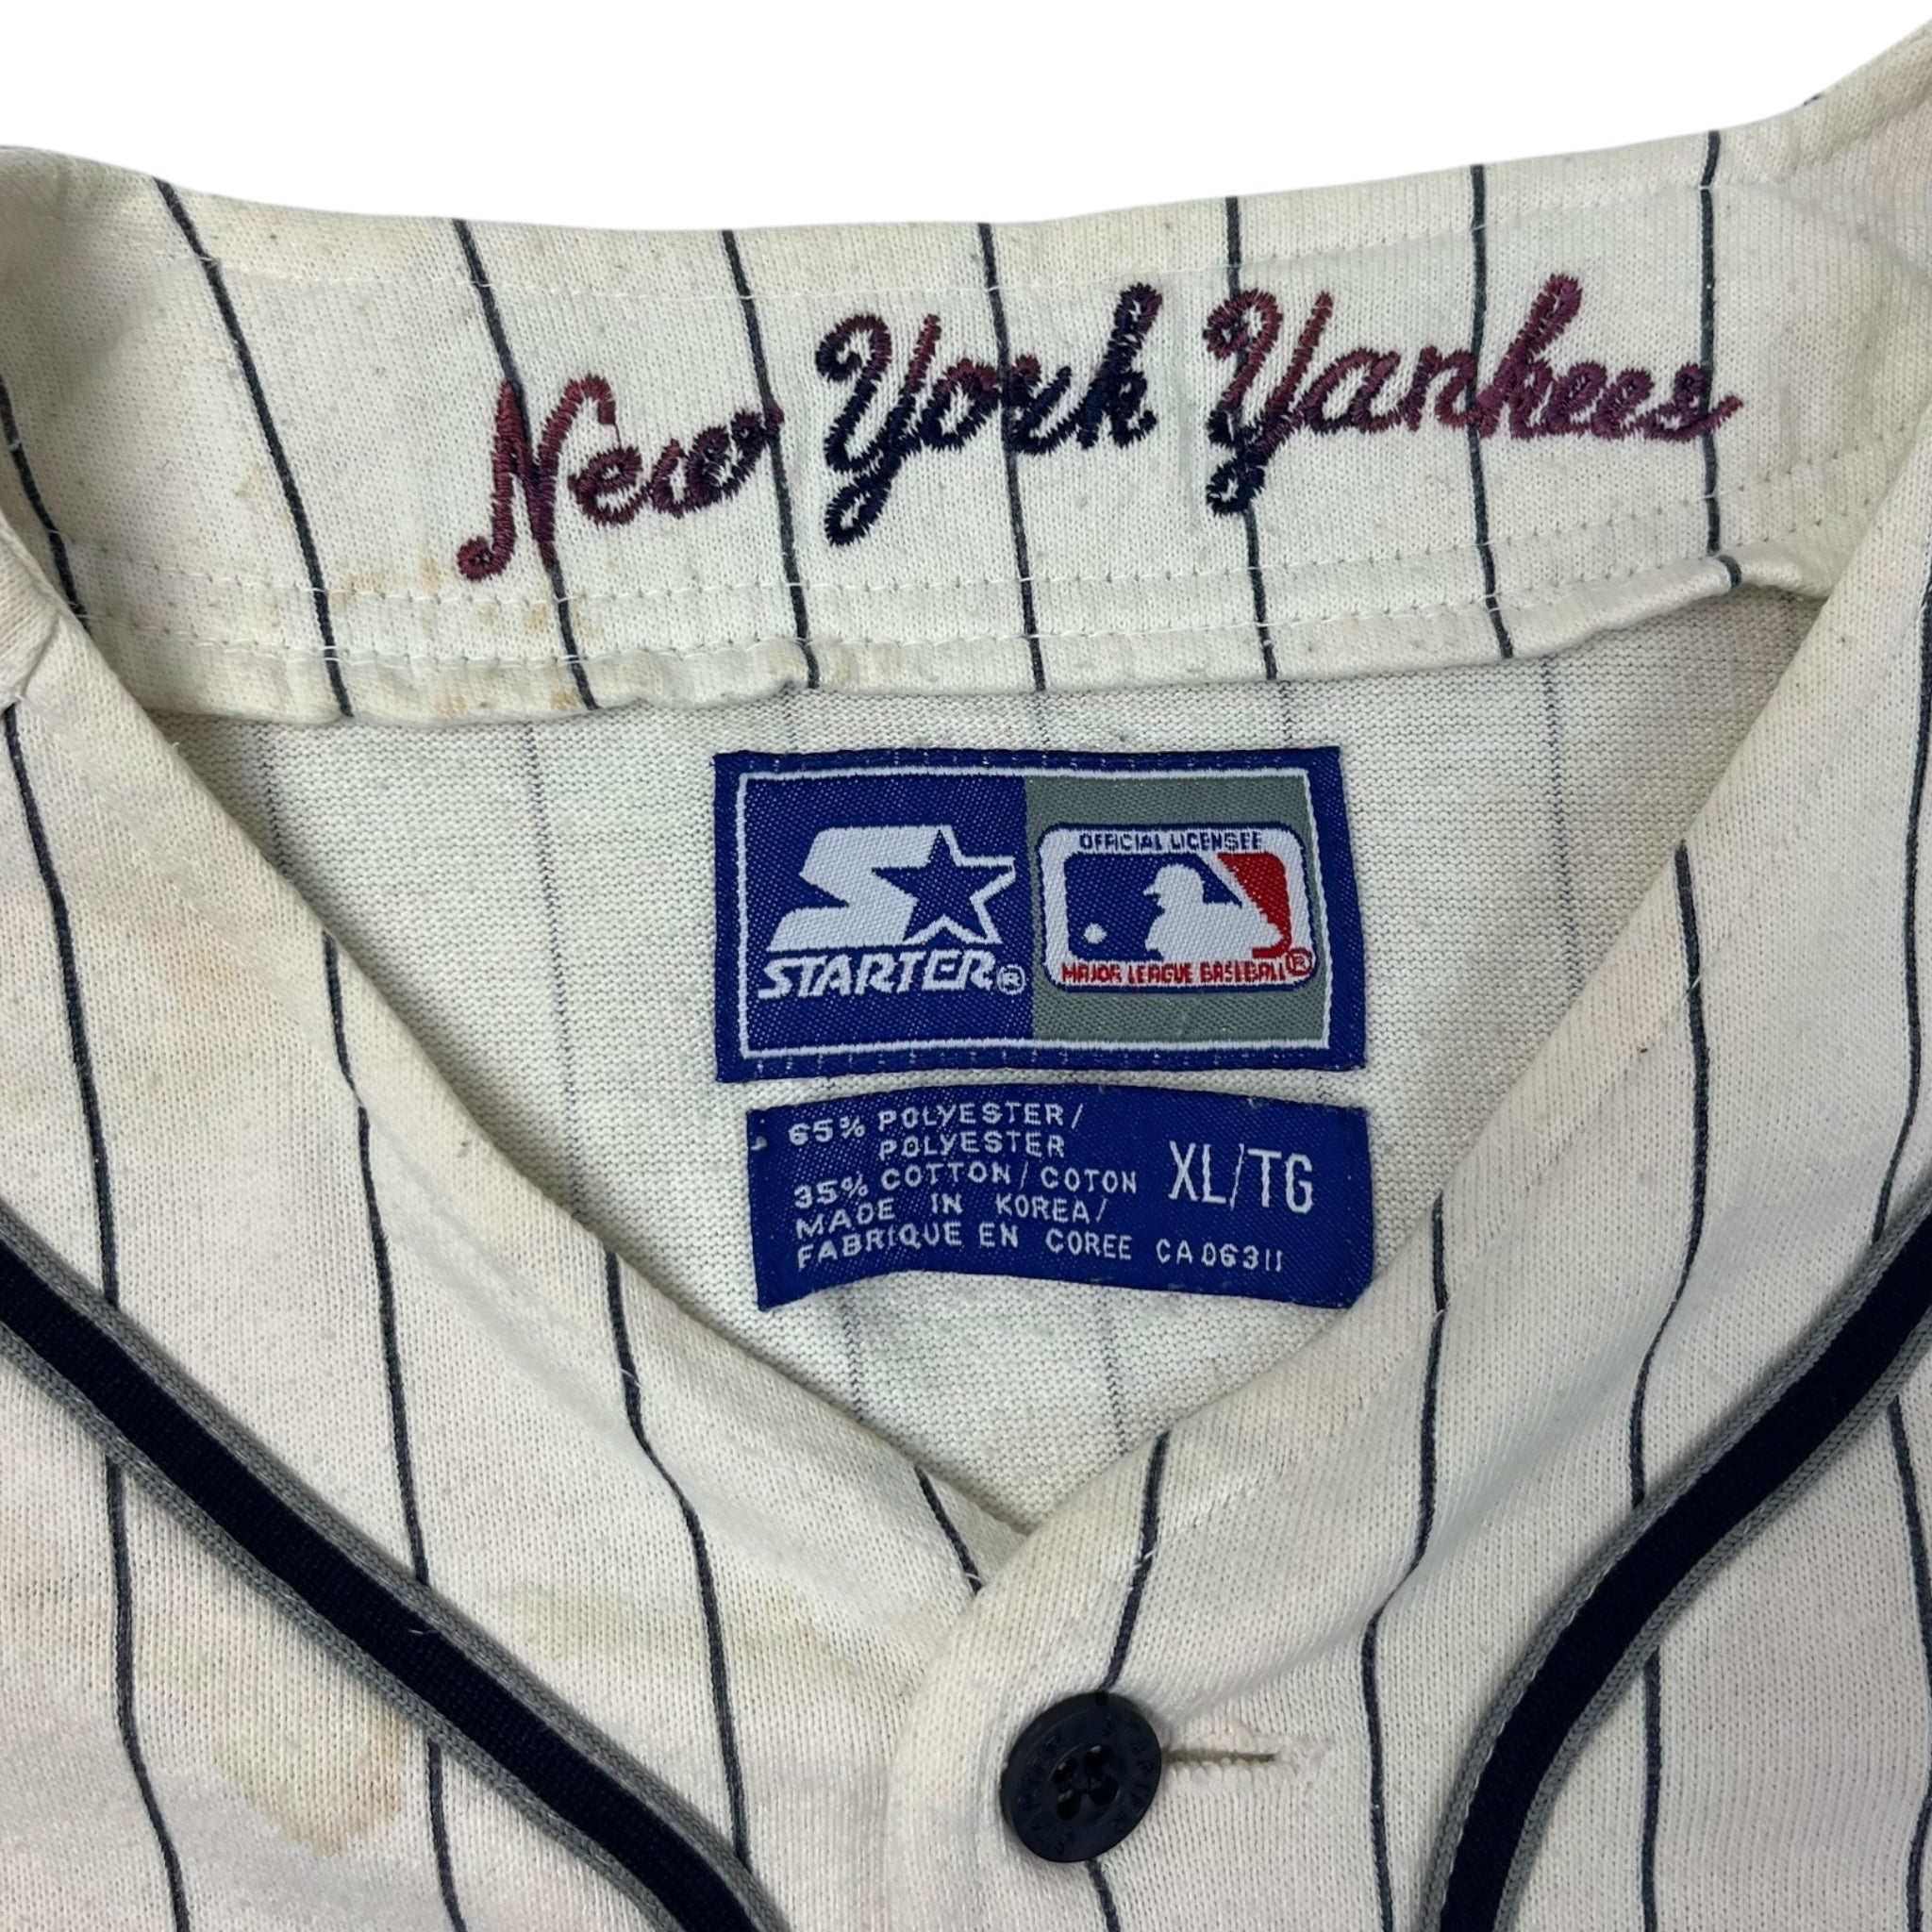 New York Yankees
STARTER®
OFFICIAL LICENSEE
MAJOR LEAGUE BASEBALL®
65% POLYESTER/
POLYESTER
35% COTTON/COTON
MADE IN KOREA/
FABRIQUE EN COREE CA06311
XL/TG